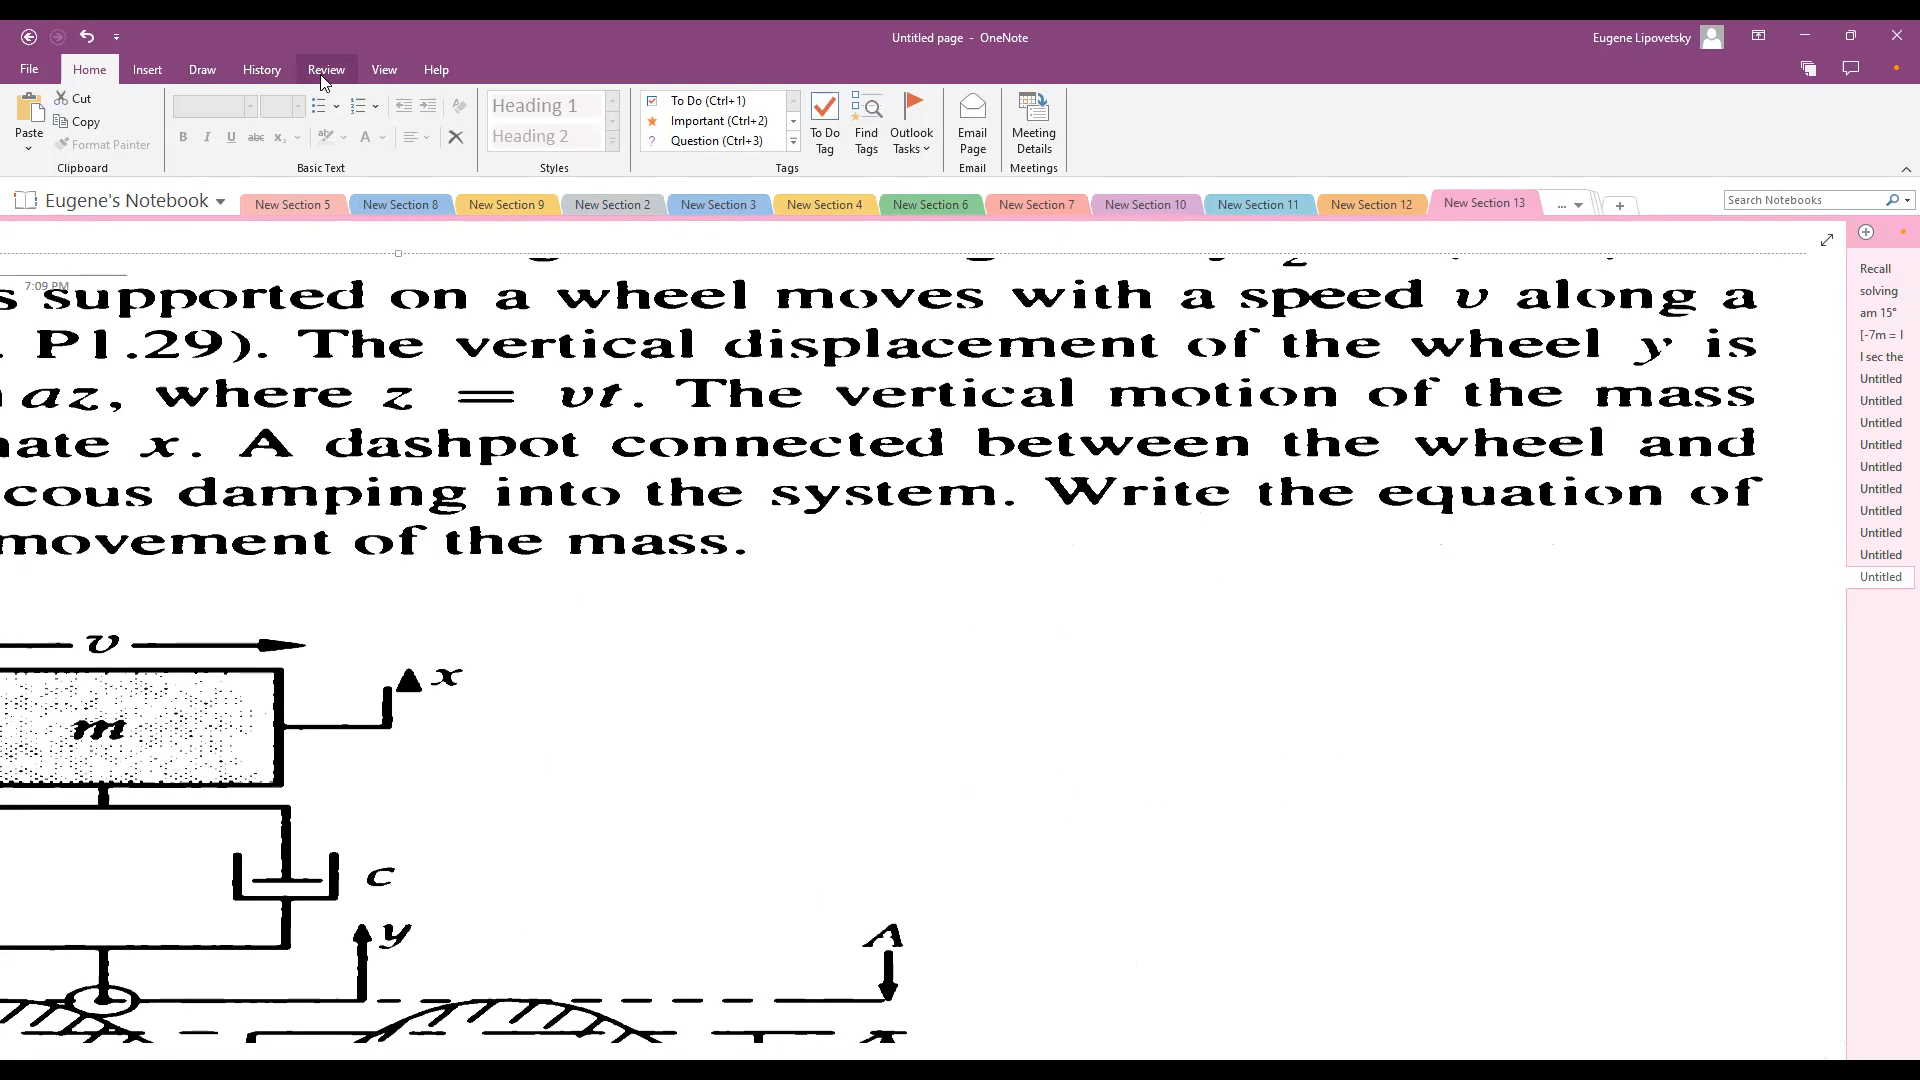 Untitled page - OneNote
Eugene Lipovetsky
File Home Insert Draw History Review View Help
Paste
Cut
Copy
Format Painter
Clipboard
Basic Text
Heading 1
Heading 2
Styles
To Do (Ctrl+1)
Important (Ctrl+2)
? Question (Ctrl+3)
To Do Tag
Find Tags
Outlook Tasks
Tags
Email Page
Email
Meeting Details
Meetings
Eugene's Notebook
New Section 5 New Section 8 New Section 9 New Section 2 New Section 3 New Section 4 New Section 6 New Section 7 New Section 10 New Section 11 New Section 12 New Section 13 ...
Search Notebooks
7:09 PM
s supported on a wheel moves with a speed v along a
. P1.29). The vertical displacement of the wheel y is
az, where z = vt. The vertical motion of the mass
nate x. A dashpot connected between the wheel and
cous damping into the system. Write the equation of
movement of the mass.
v
x
m
c
y
A
Recall
solving
am 15°
[-7m = I
I sec the
Untitled
Untitled
Untitled
Untitled
Untitled
Untitled
Untitled
Untitled
Untitled
Untitled